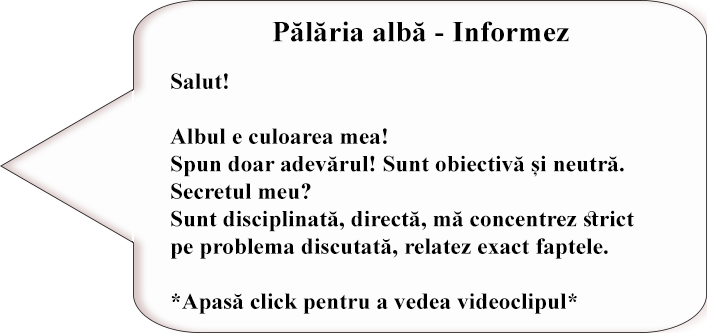 Pălăria albă - Informez
Salut!
Albul e culoarea mea!
Spun doar adevărul! Sunt obiectivă și neutră.
Secretul meu?
Sunt disciplinată, directă, mă concentrez strict
pe problema discutată, relatez exact faptele.
*Apasă click pentru a vedea videoclipul*